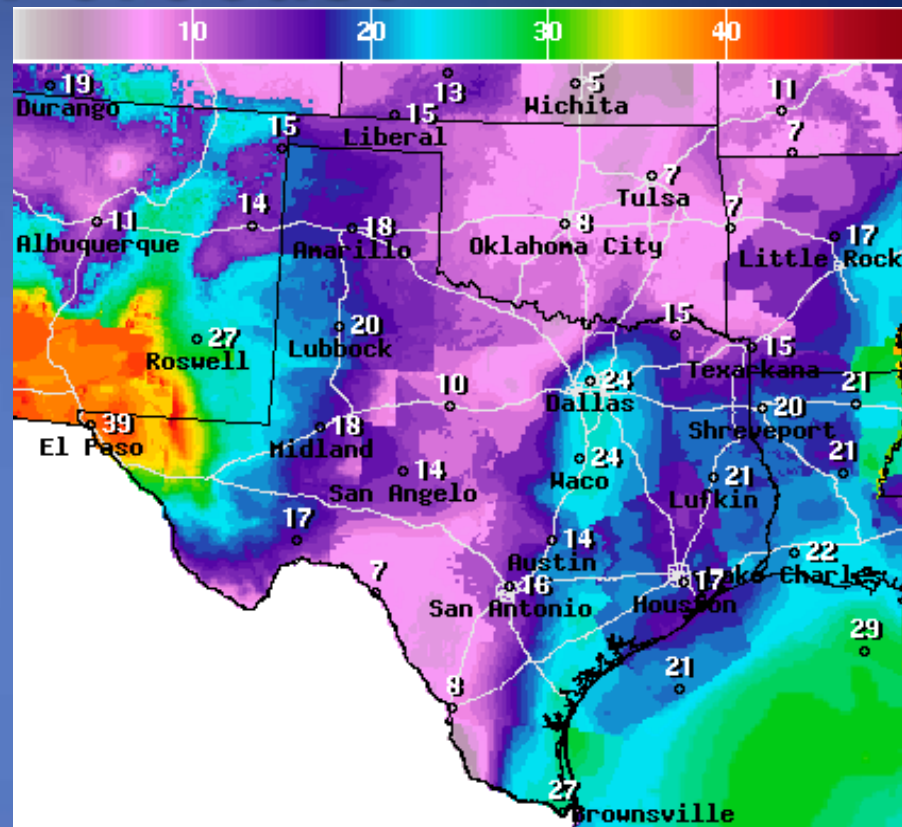 10 20 30 40
19
Durango
13
15
Liberal
5
Wichita
11
7
15
7
Tulsa
11
Albuquerque
14
18
Amarillo
8
Oklahoma City
7
17
Little Rock
27
Roswell
20
Lubbock
15
15
Texarkana
10
24
Dallas
20
Shreveport
21
39
El Paso
18
Midland
14
San Angelo
24
Waco
21
Lufkin
21
17
14
Austin
22
Lake Charles
7
16
San Antonio
17
Houston
29
8
21
27
Brownsville